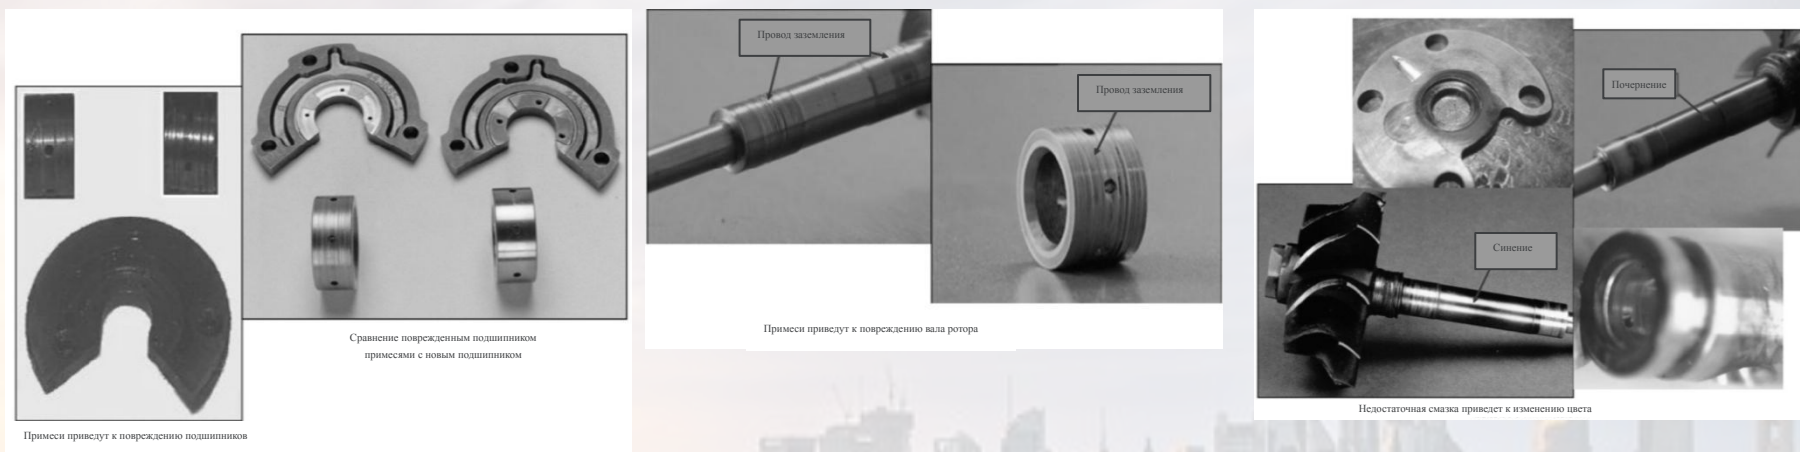 Примеси приведут к повреждению подшипников
Сравнение поврежденным подшипником
примесями с новым подшипником
Провод заземления
Провод заземления
Примеси приведут к повреждению вала ротора
Почернение
Синение
Недостаточная смазка приведет к изменению цвета